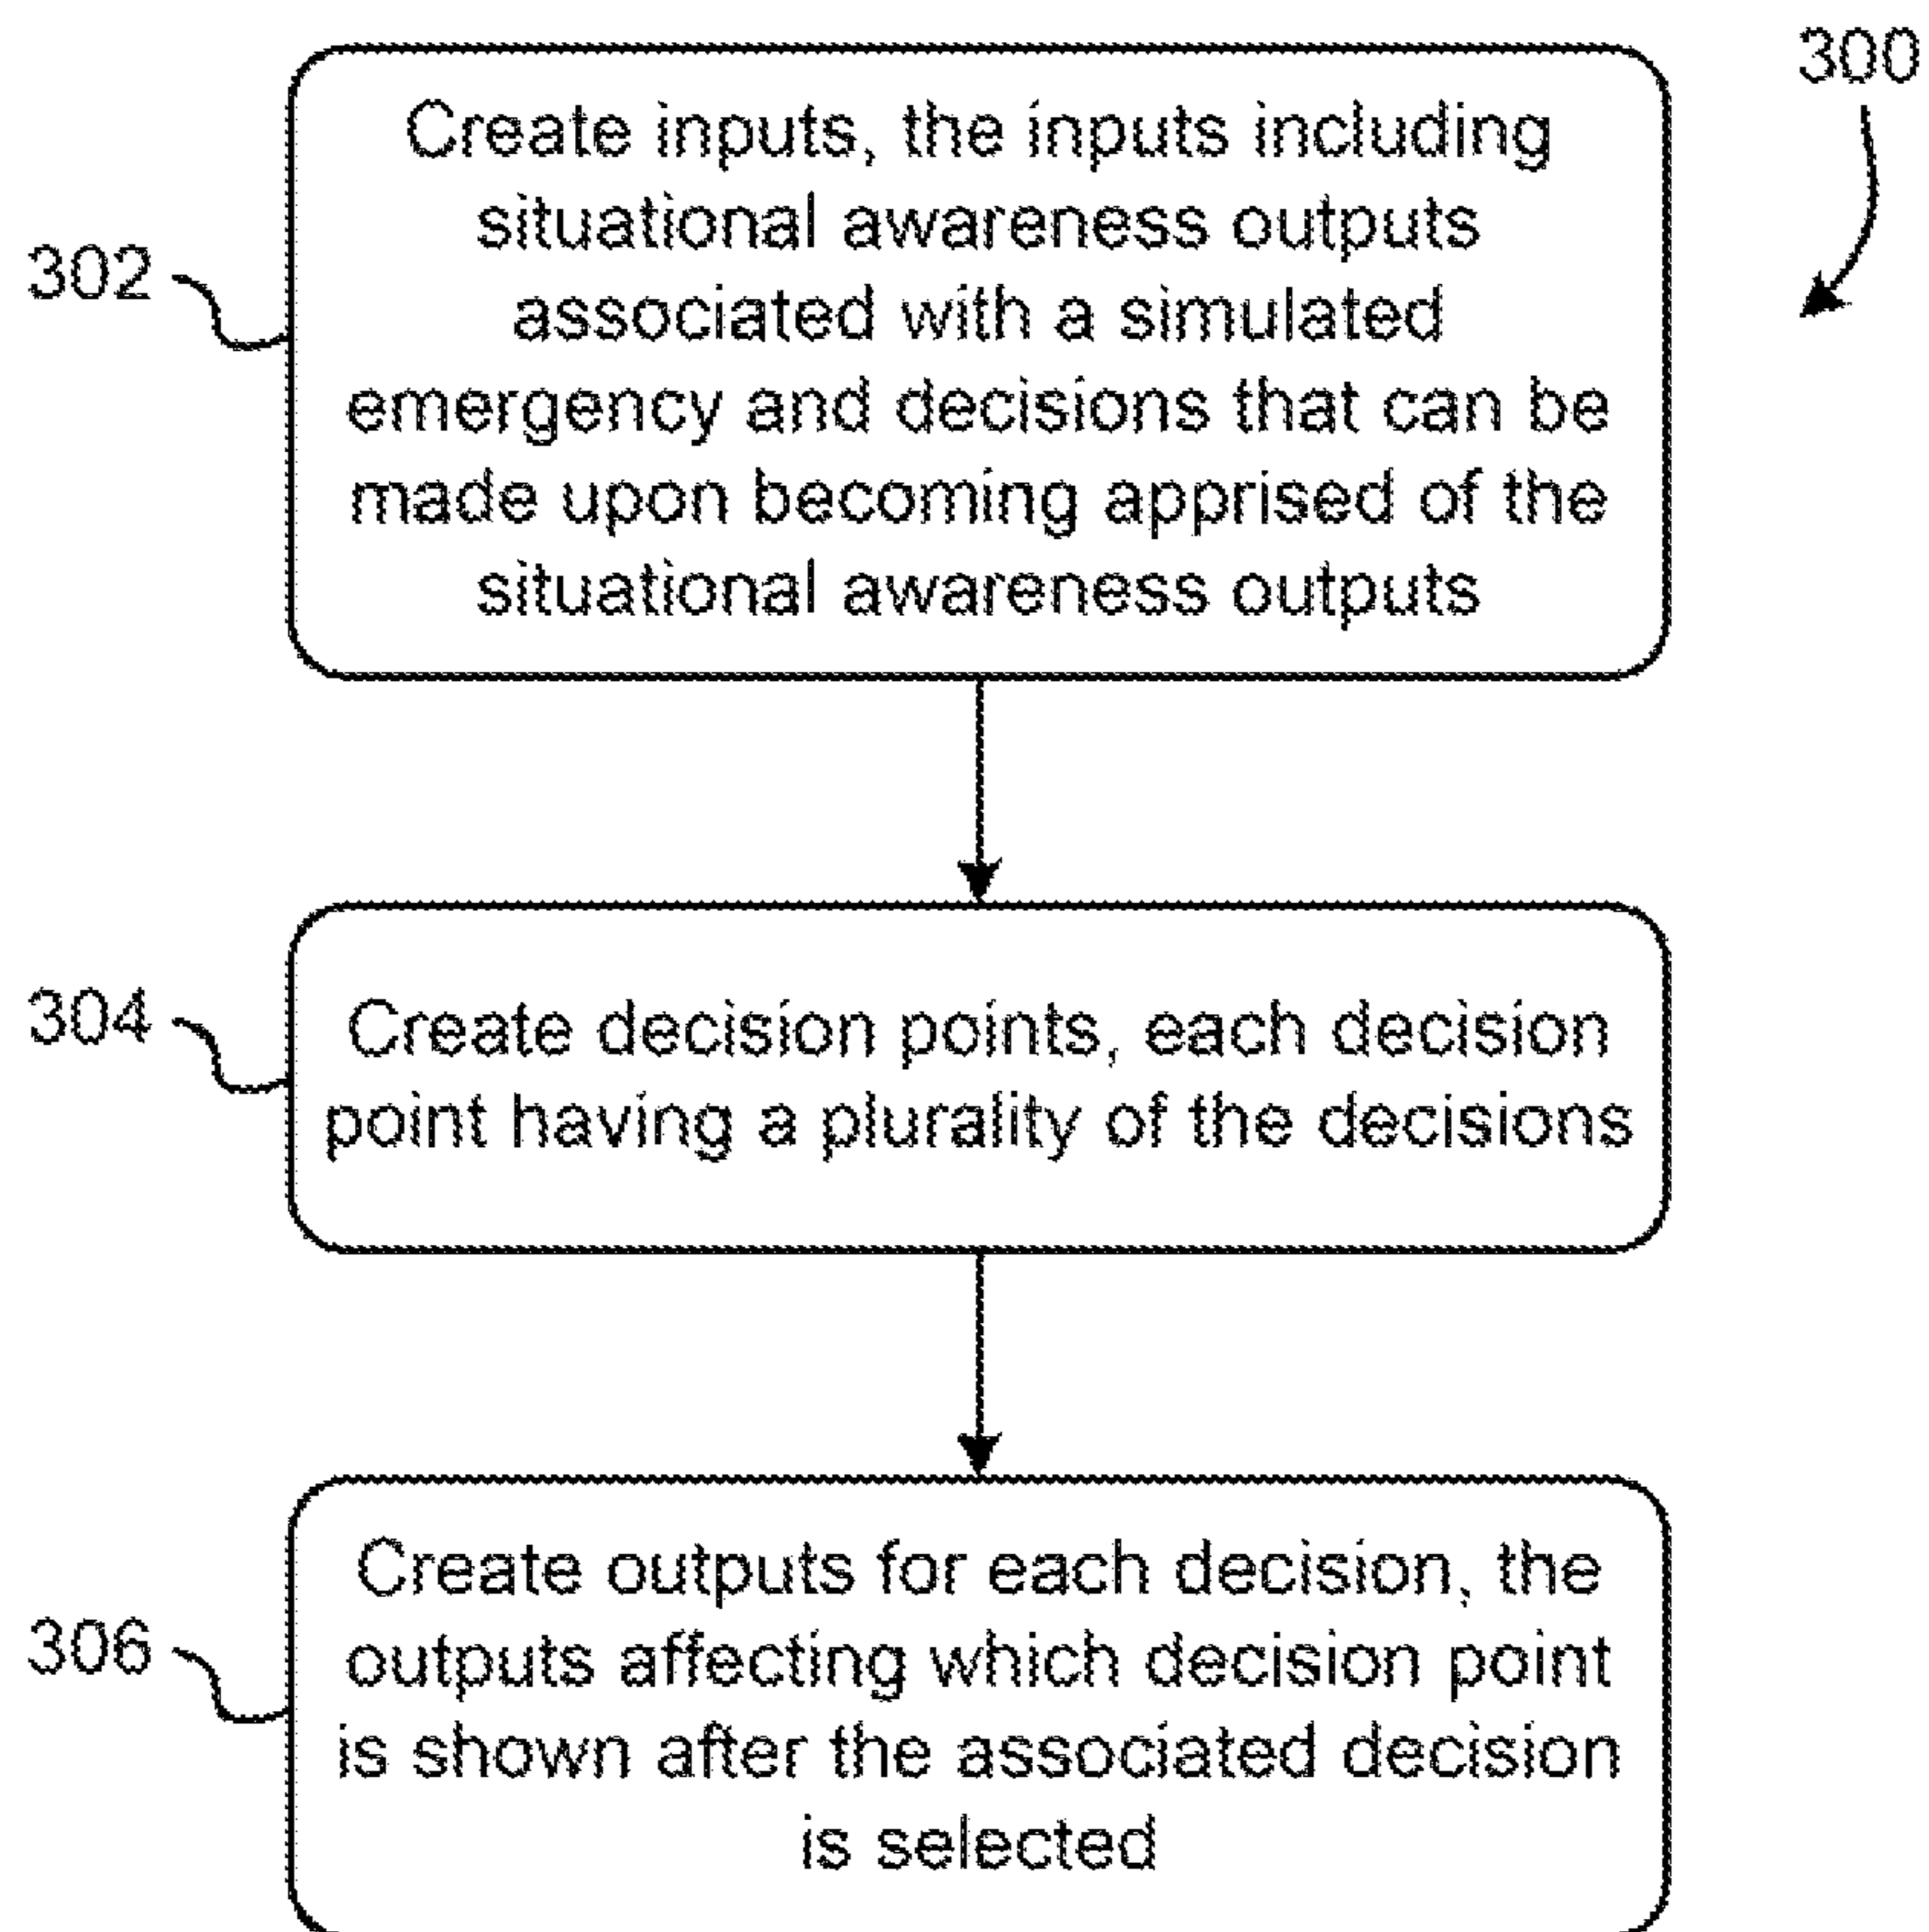 300
302
Create inputs, the inputs including
situational awareness outputs
associated with a simulated
emergency and decisions that can be
made upon becoming apprised of the
situational awareness outputs
304
Create decision points, each decision
point having a plurality of the decisions
306
Create outputs for each decision, the
outputs affecting which decision point
is shown after the associated decision
is selected